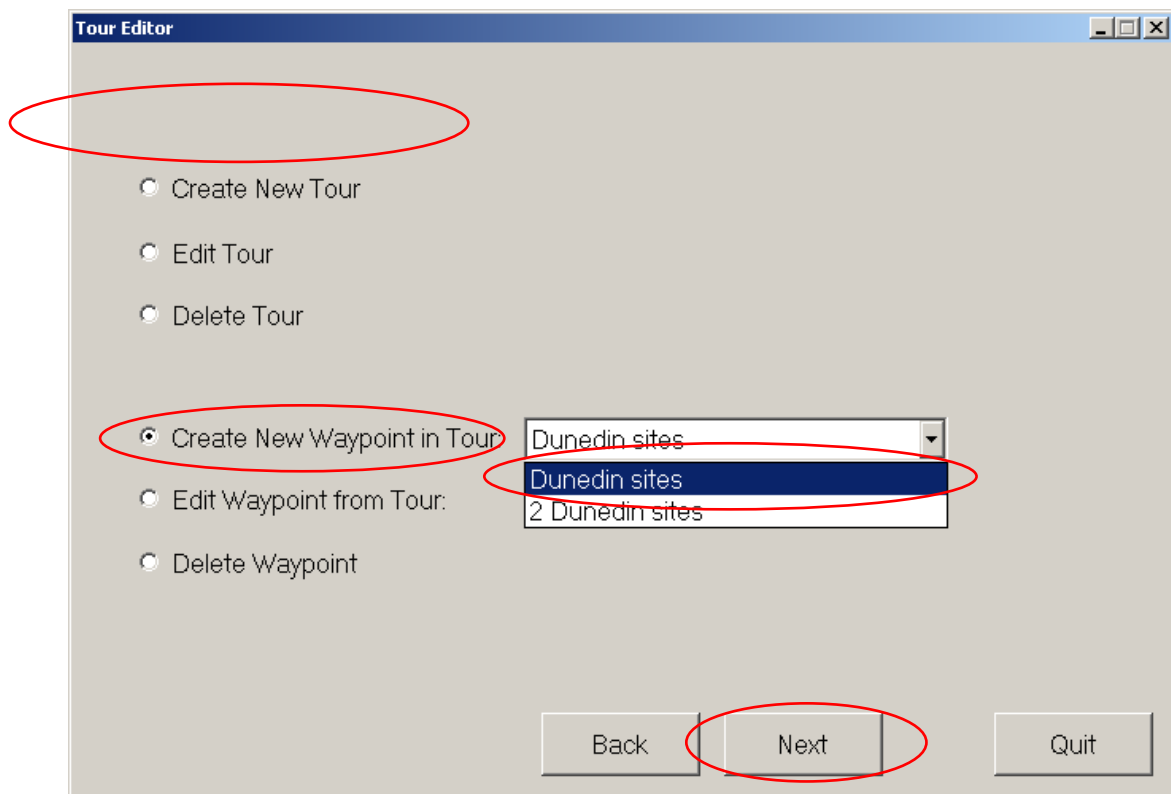 Tour Editor
Create New Tour
Edit Tour
Delete Tour
Create New Waypoint in Tour: Dunedin sites
Dunedin sites
Edit Waypoint from Tour:
2 Dunedin sites
Delete Waypoint
Back Next Quit